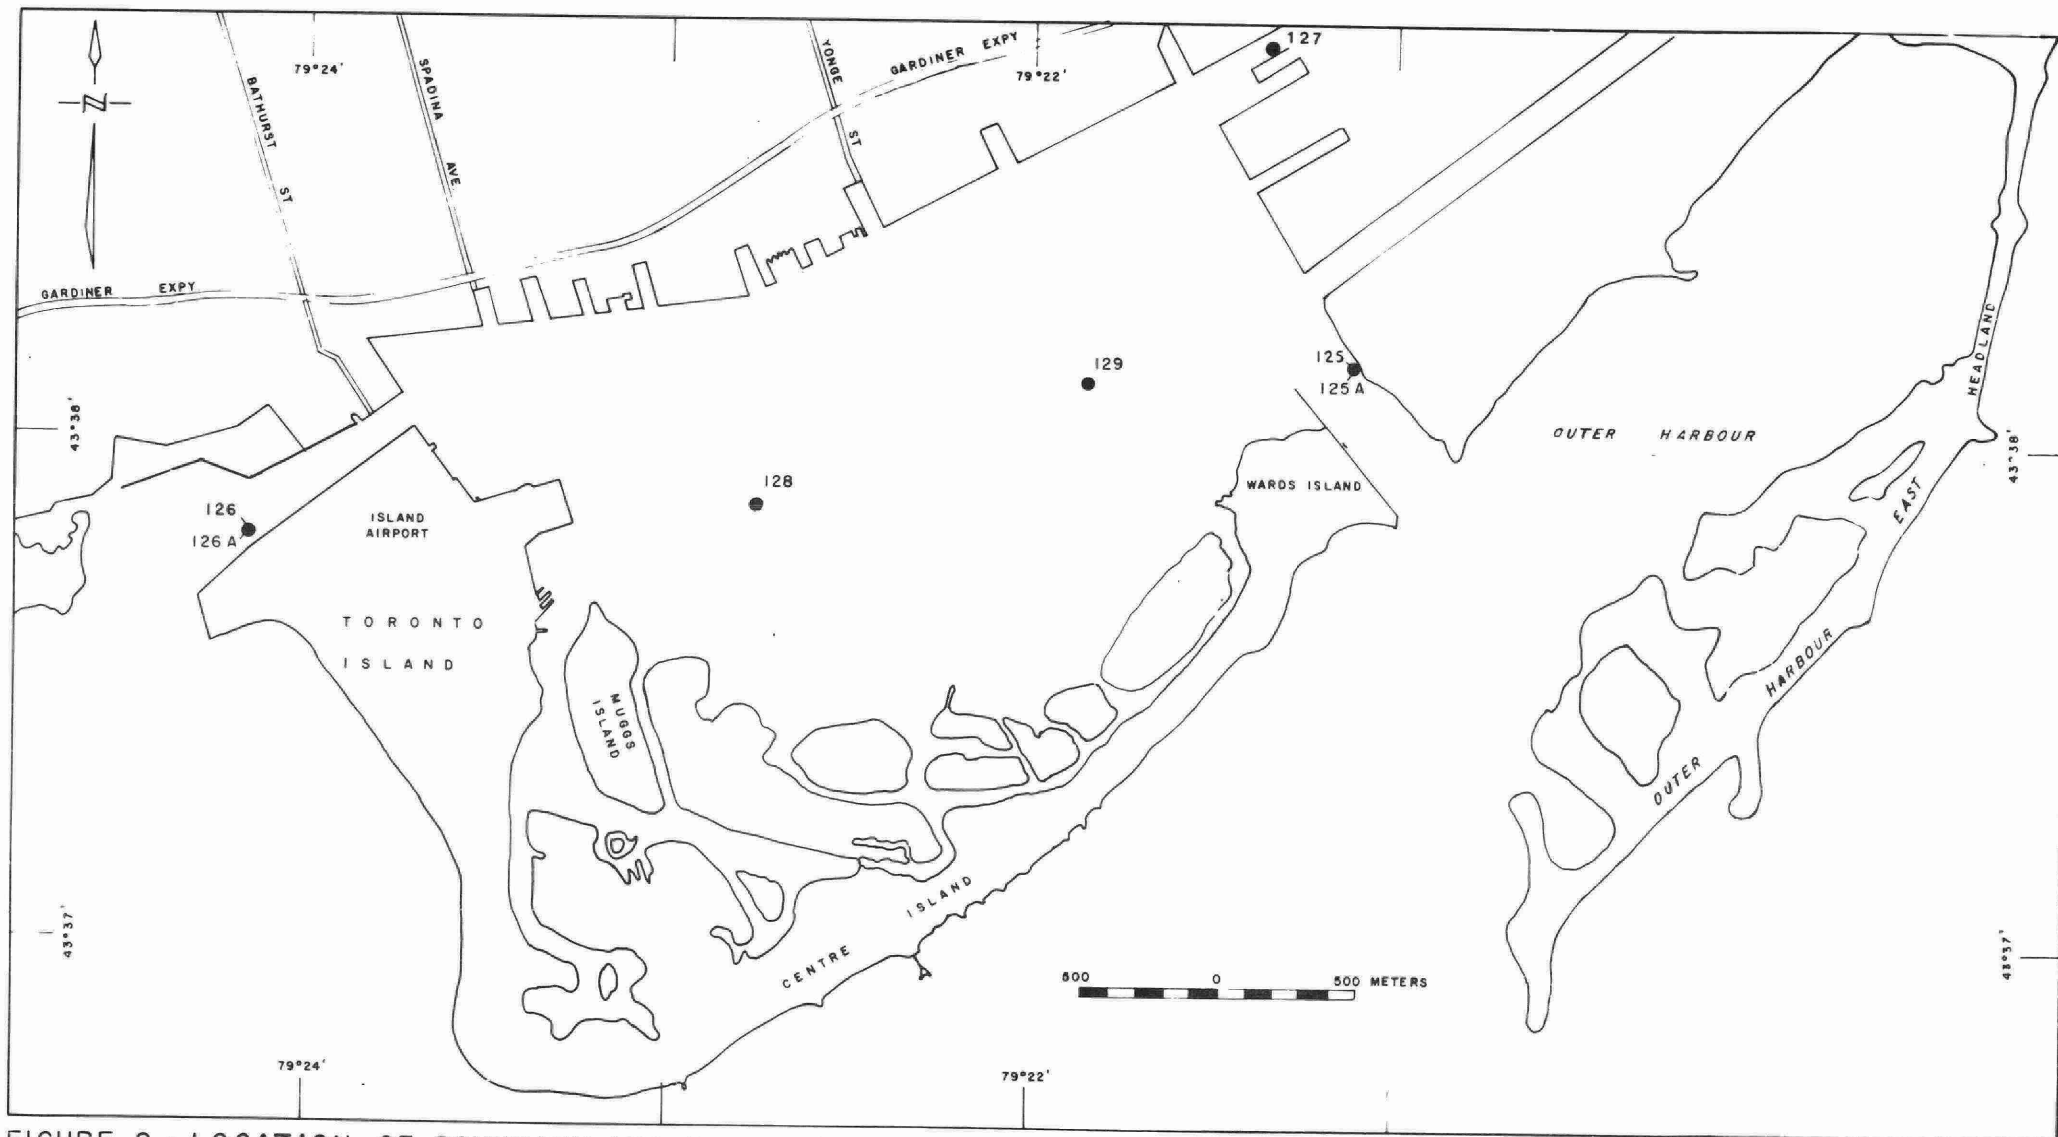 127
79°24'
79°22'
GARDINER EXPY
YONGE ST
SPADINA AVE
BATHURST ST
N
GARDINER EXPY
HEADLAND
129
125
125 A
43°38'
43°38'
OUTER HARBOUR
WARDS ISLAND
128
126
126 A
ISLAND
AIRPORT
EAST
TORONTO
ISLAND
HARBOUR
MUGGS
ISLAND
OUTER
ISLAND
CENTRE
43°37'
43°37'
500 0 500 METERS
79°24'
79°22'
LOCATION OF